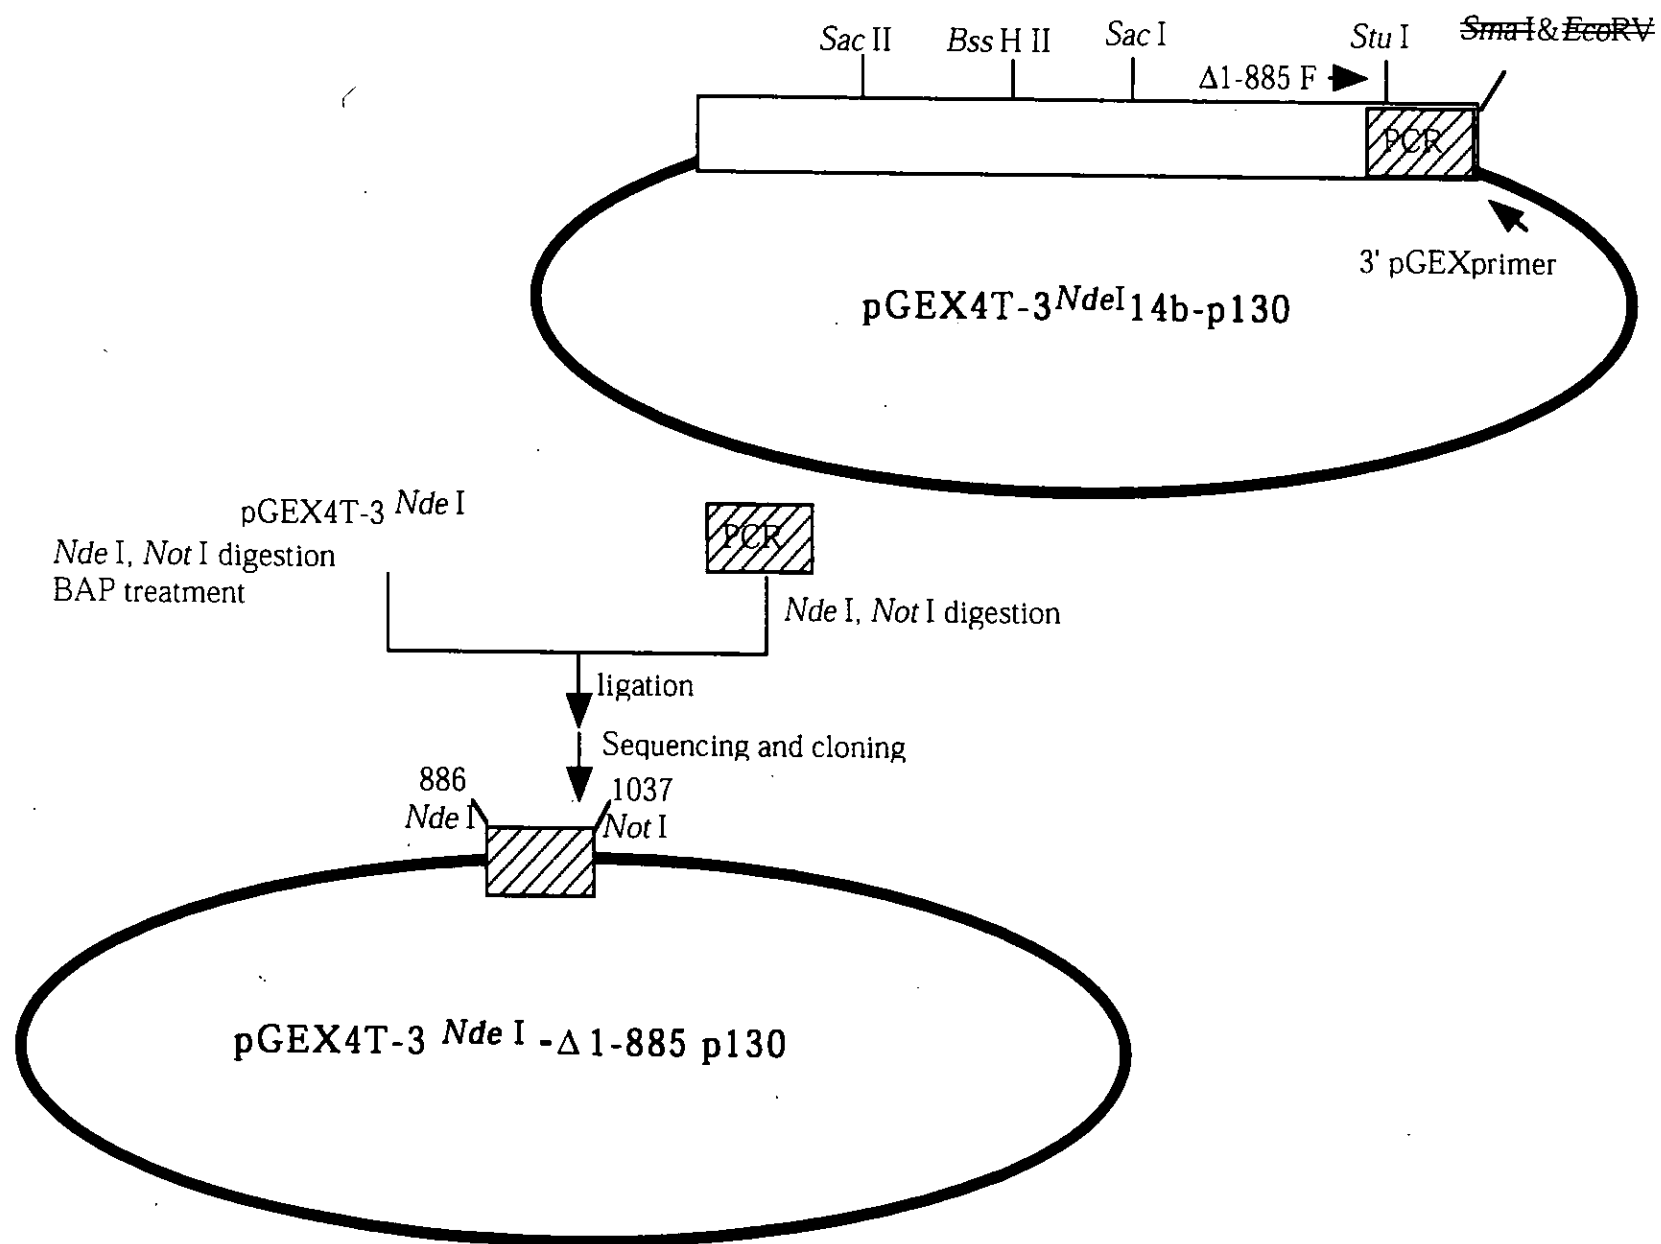 Sac II Bss H II Sac I Stu I Sma I & EcoRV
Δ1-885 F
PCR
3' pGEXprimer
pGEX4T-3NdeI14b-p130
pGEX4T-3 Nde I
PCR
Nde I, Not I digestion
BAP treatment
Nde I, Not I digestion
ligation
Sequencing and cloning
886 1037
Nde I Not I
pGEX4T-3 Nde I -Δ 1-885 p130